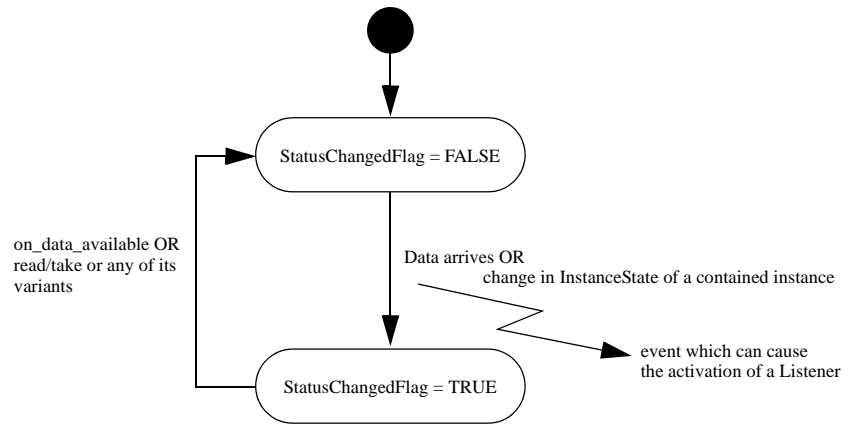 StatusChangedFlag = FALSE
on_data_available OR
read/take or any of its
variants
Data arrives OR
change in InstanceState of a contained instance
event which can cause
the activation of a Listener
StatusChangedFlag = TRUE